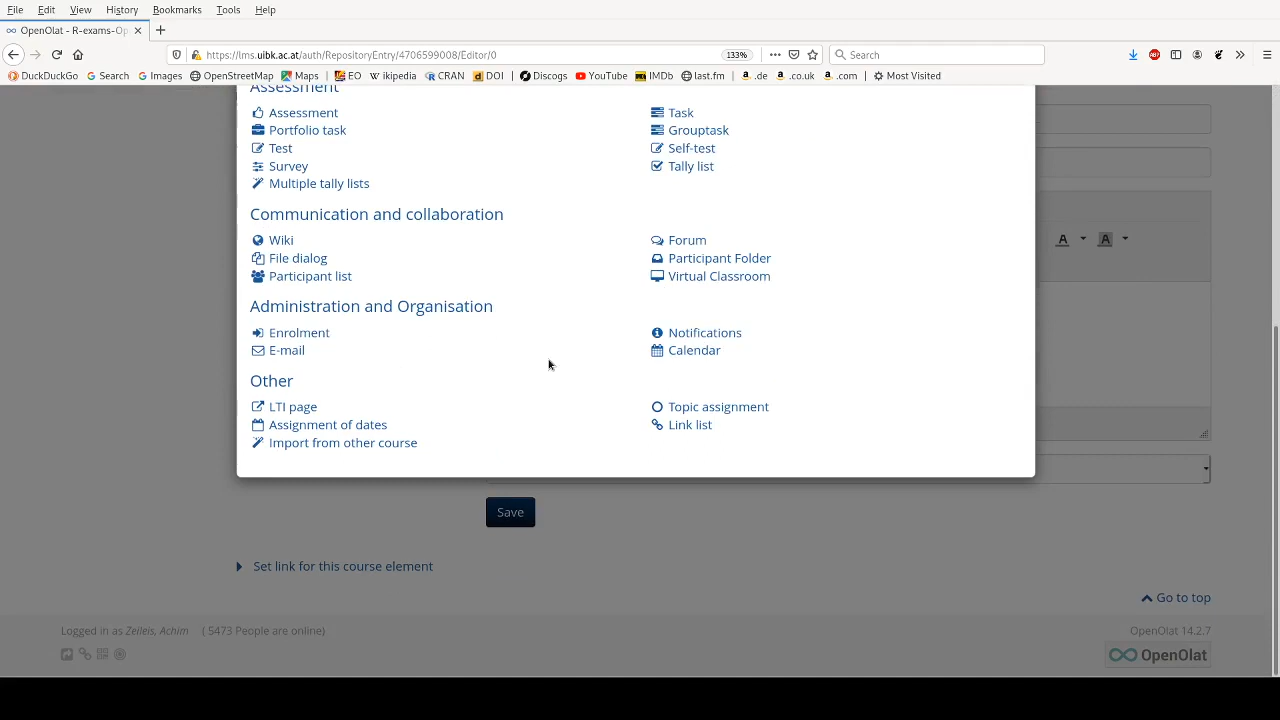 File Edit View History Bookmarks Tools Help
OpenOlat - R-exams-Op
https://lms.uibk.ac.at/auth/RepositoryEntry/4706599008/Editor/0 133% Search
DuckDuckGo Search Images OpenStreetMap Maps EO Wikipedia CRAN DOI Discogs YouTube IMDb last.fm .de .co.uk .com Most Visited
Assessment
Assessment Task
Portfolio task Grouptask
Test Self-test
Survey Tally list
Multiple tally lists
Communication and collaboration
Wiki Forum
File dialog Participant Folder
Participant list Virtual Classroom
Administration and Organisation
Enrolment Notifications
E-mail Calendar
Other
LTI page Topic assignment
Assignment of dates Link list
Import from other course
Save
Set link for this course element
Go to top
Logged in as Zeileis, Achim ( 5473 People are online) OpenOlat 14.2.7
OpenOlat